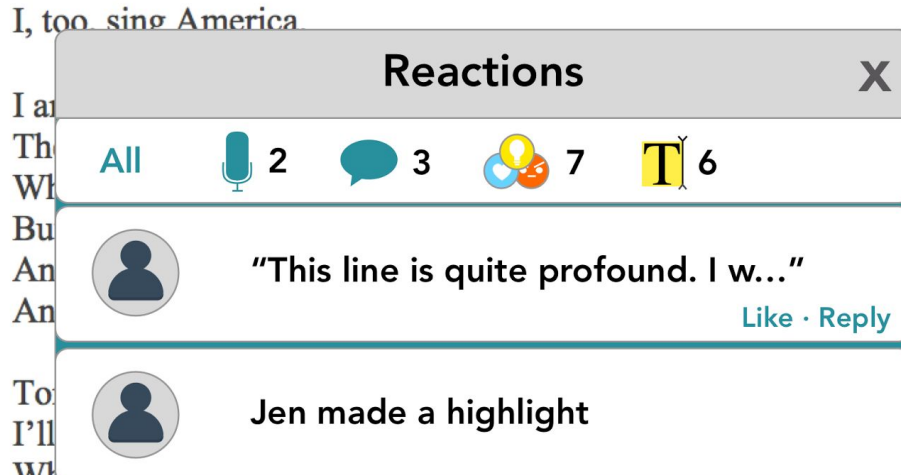 I, too, sing America.
Reactions X
I
All 2 3 7 T 6
"This line is quite profound. I w..."
Like · Reply
Jen made a highlight
I'll